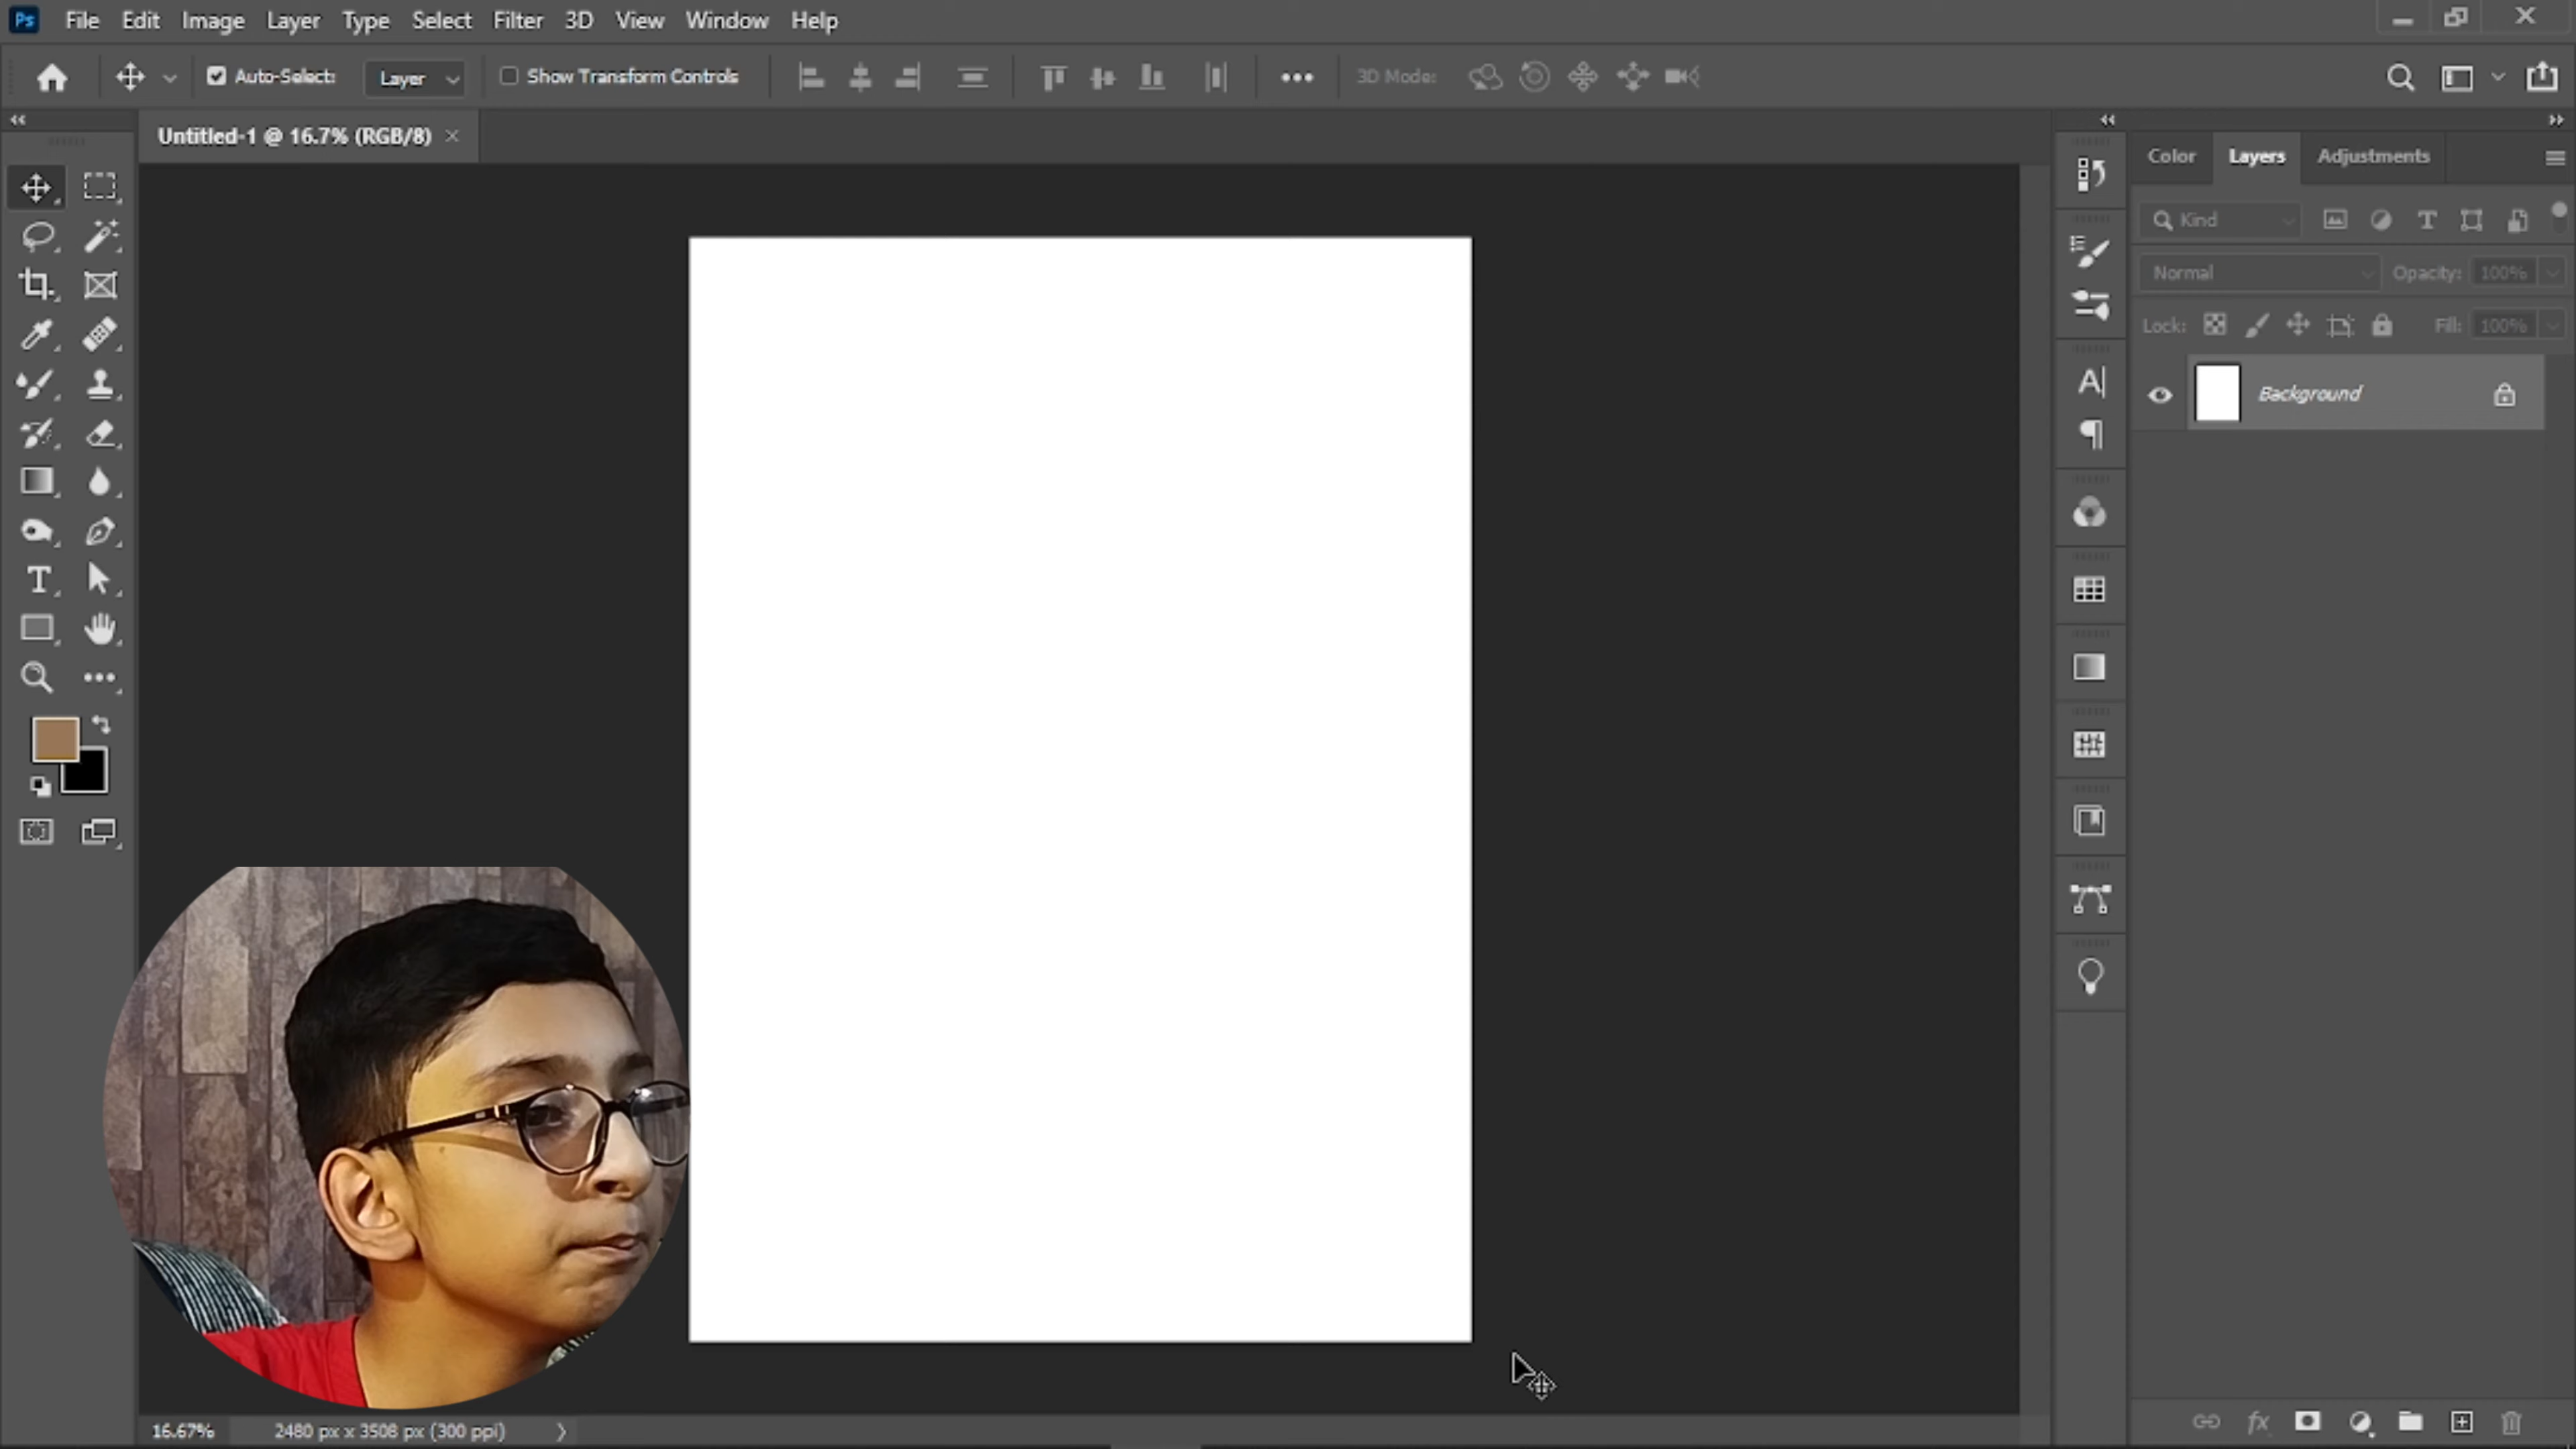 Ps File Edit Image Layer Type Select Filter 3D View Window Help
Auto-Select: Layer Show Transform Controls 3D Mode:
Untitled-1 @ 16.7% (RGB/8) ×
Color Layers Adjustments
Kind
Normal Opacity: 100%
Lock: Fill: 100%
Background
16.67% 2480 px x 3508 px (300 ppi)